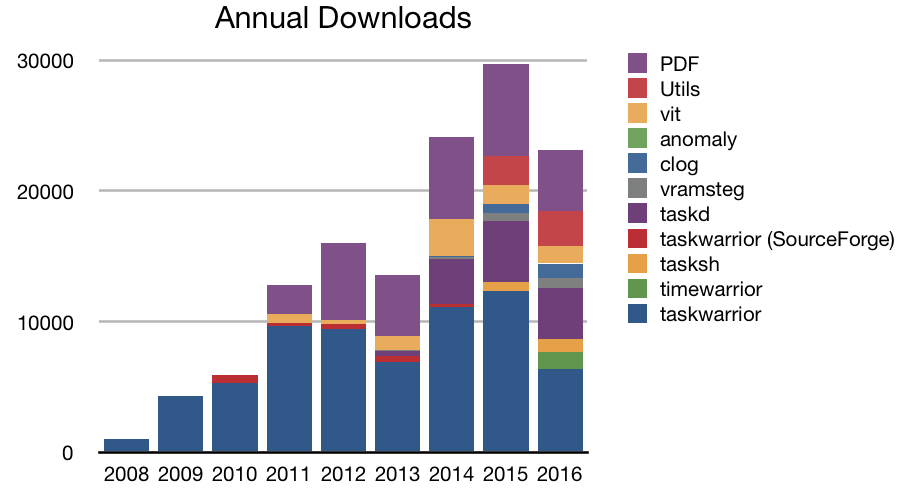 Annual Downloads
30000
20000
10000
0
2008 2009 2010 2011 2012 2013 2014 2015 2016
PDF
Utils
vit
anomaly
clog
vramsteg
taskd
taskwarrior (SourceForge)
tasksh
timewarrior
taskwarrior